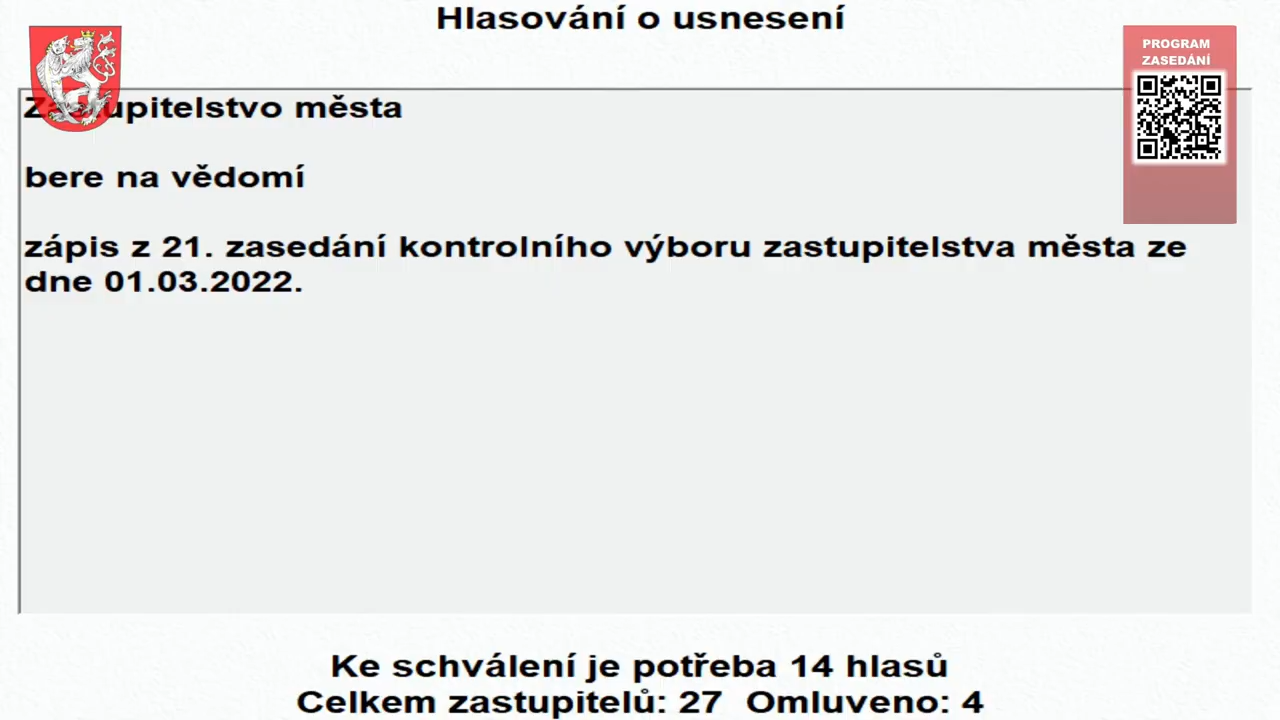 Hlasování o usnesení
PROGRAM
ZASEDÁNÍ
Zastupitelstvo města
bere na vědomí
zápis z 21. zasedání kontrolního výboru zastupitelstva města ze
dne 01.03.2022.
Ke schválení je potřeba 14 hlasů
Celkem zastupitelů: 27 Omluveno: 4